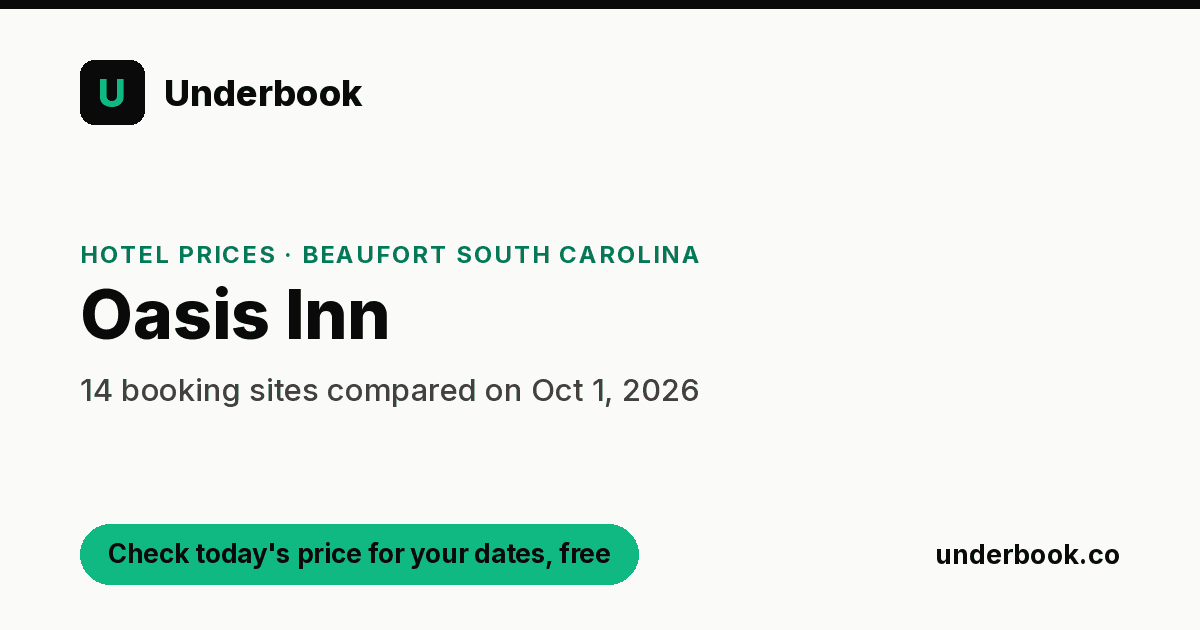 U Underbook
HOTEL PRICES · BEAUFORT SOUTH CAROLINA
Oasis Inn
14 booking sites compared on Oct 1, 2026
Check today's price for your dates, free
underbook.co